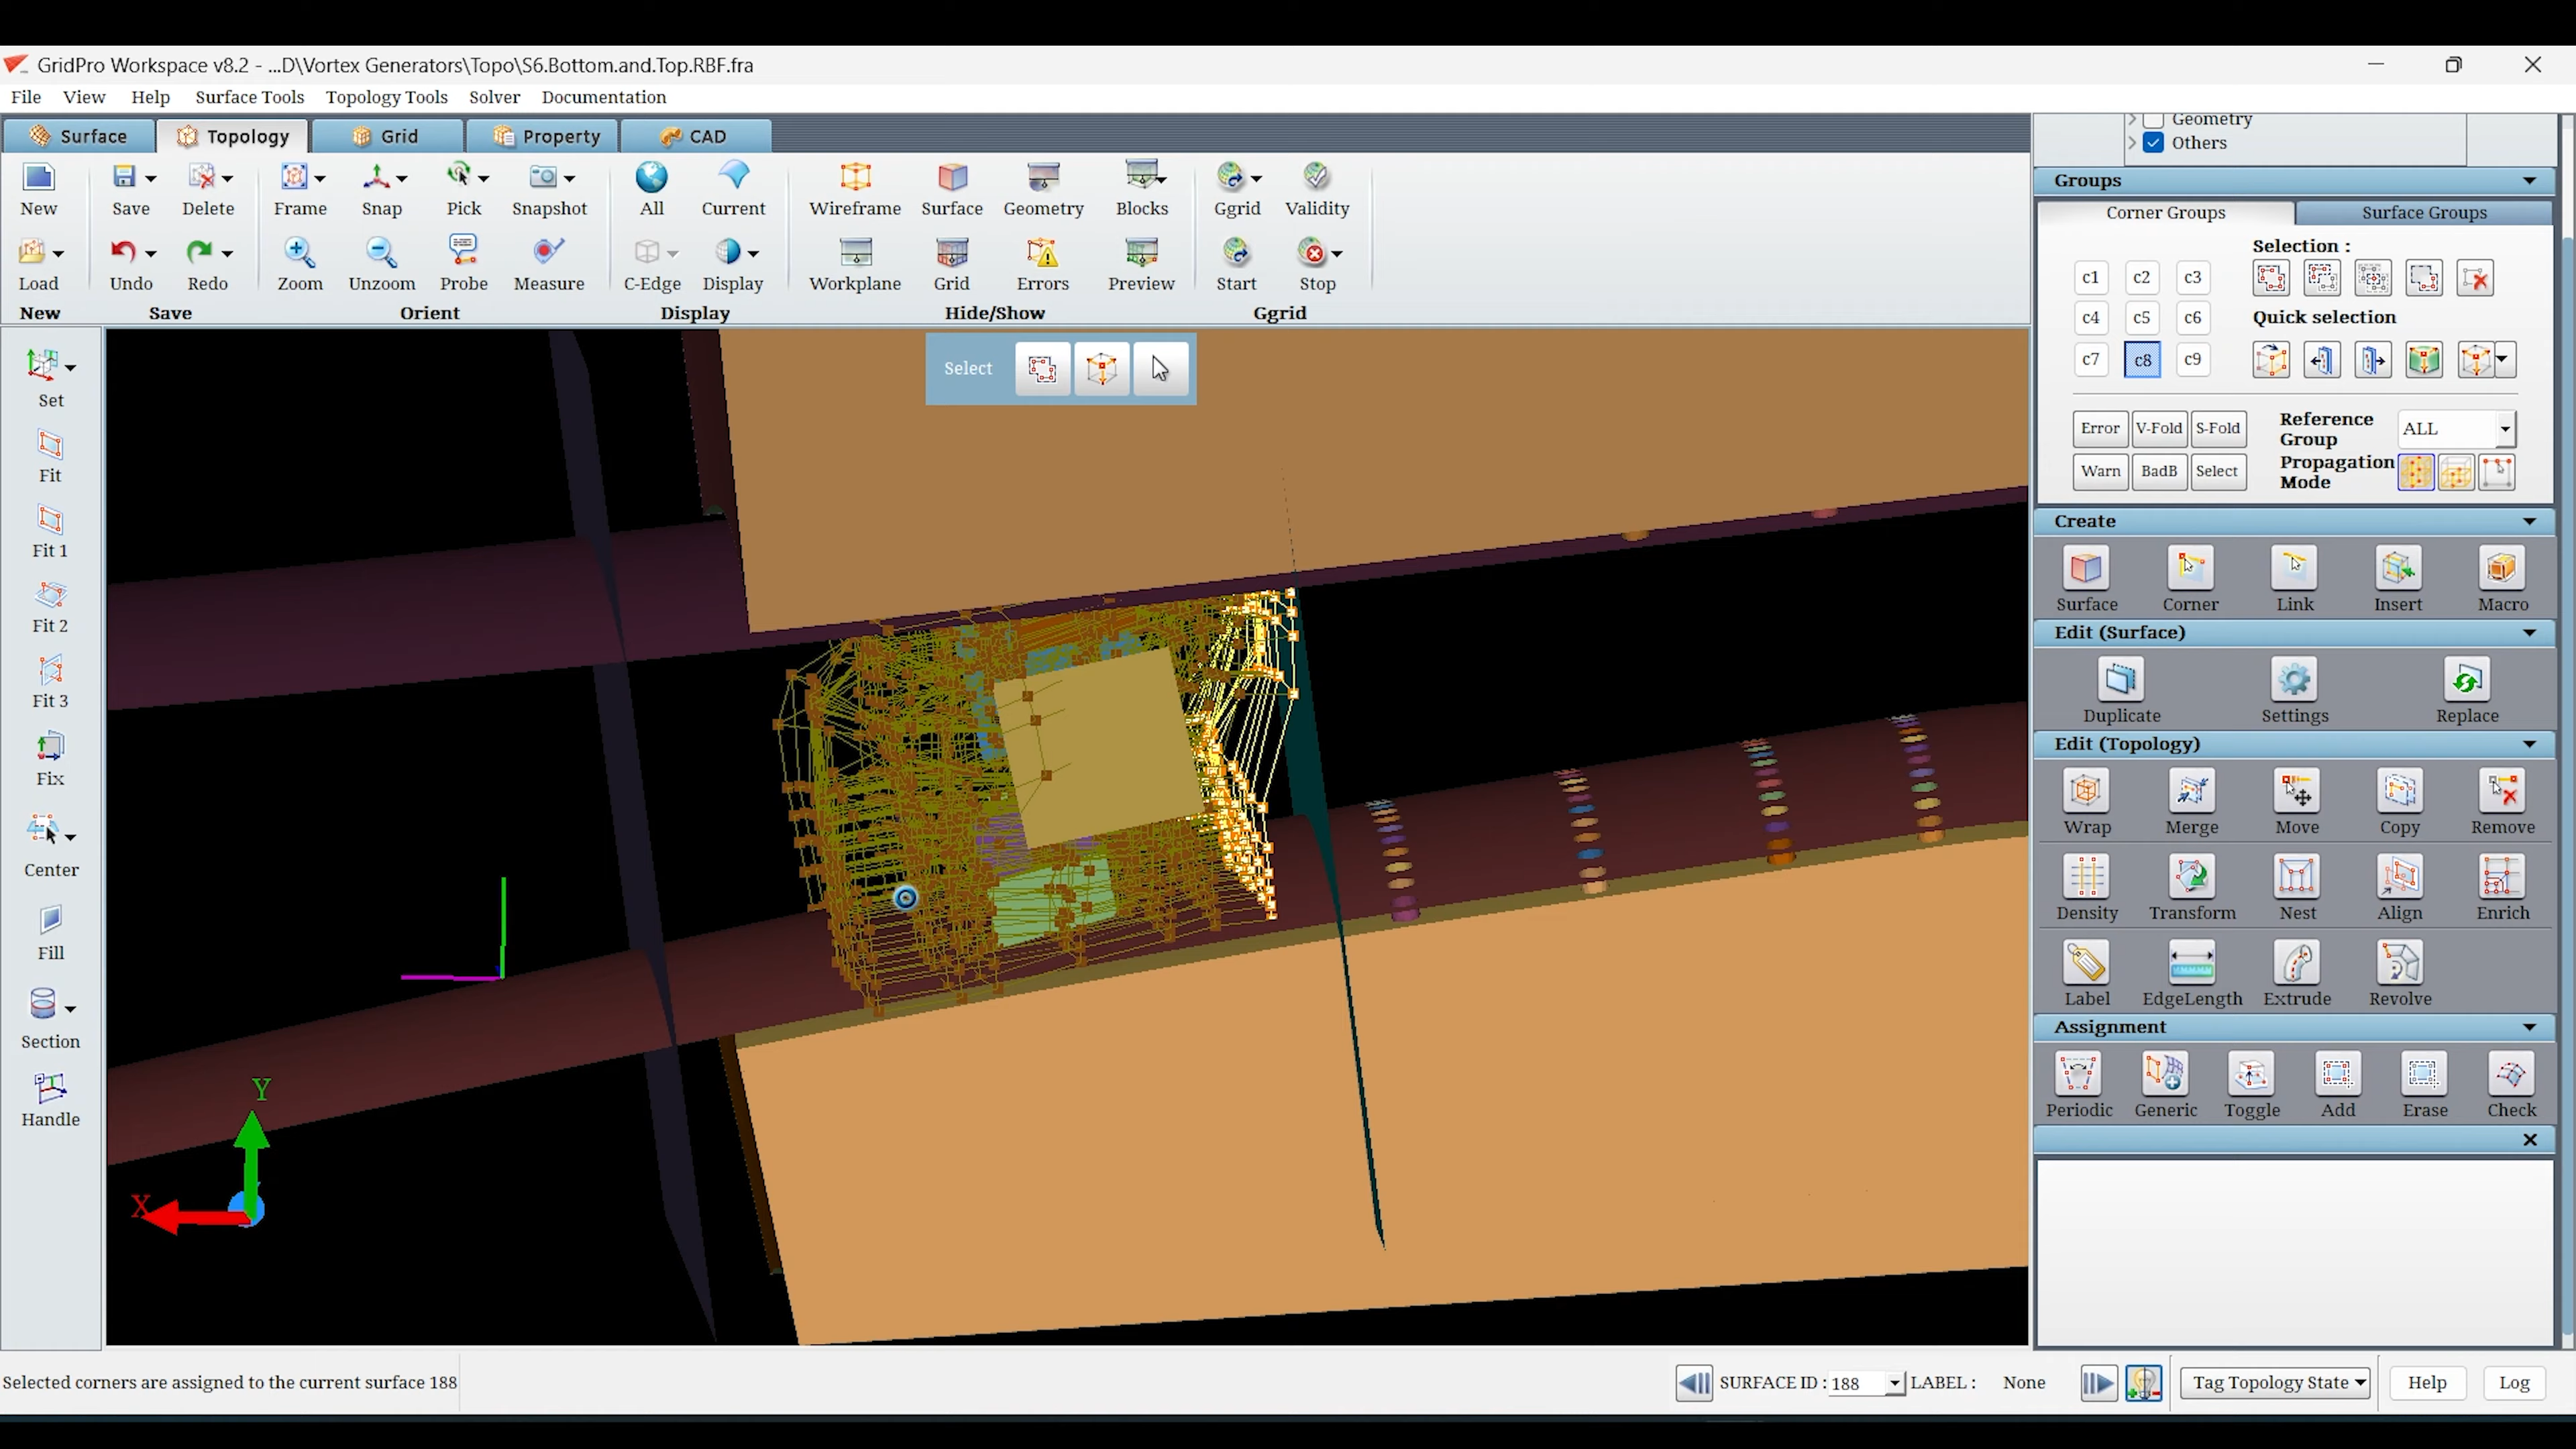 GridPro Workspace v8.2 - ...D\Vortex Generators\Topo\S6.Bottom.and.Top.RBF.fra
File View Help Surface Tools Topology Tools Solver Documentation
Surface Topology Grid Property CAD
New Save Delete Frame Snap Pick Snapshot All Current Wireframe Surface Geometry Blocks Ggrid Validity
Load Undo Redo Zoom Unzoom Probe Measure C-Edge Display Workplane Grid Errors Preview Start Stop
New Save Orient Display Hide/Show Ggrid
Set
Fit
Fit 1
Fit 2
Fit 3
Fix
Center
Fill
Section
Handle
Select
Y
X
Geometry
Others
Groups
Corner Groups Surface Groups
Selection :
c1 c2 c3
c4 c5 c6
Quick selection
c7 c8 c9
Error V-Fold S-Fold
Reference
Group
ALL
Warn BadB Select
Propagation
Mode
Create
Surface Corner Link Insert Macro
Edit (Surface)
Duplicate Settings Replace
Edit (Topology)
Wrap Merge Move Copy Remove
Density Transform Nest Align Enrich
Label EdgeLength Extrude Revolve
Assignment
Periodic Generic Toggle Add Erase Check
Selected corners are assigned to the current surface 188
SURFACE ID : 188 LABEL : None Tag Topology State Help Log